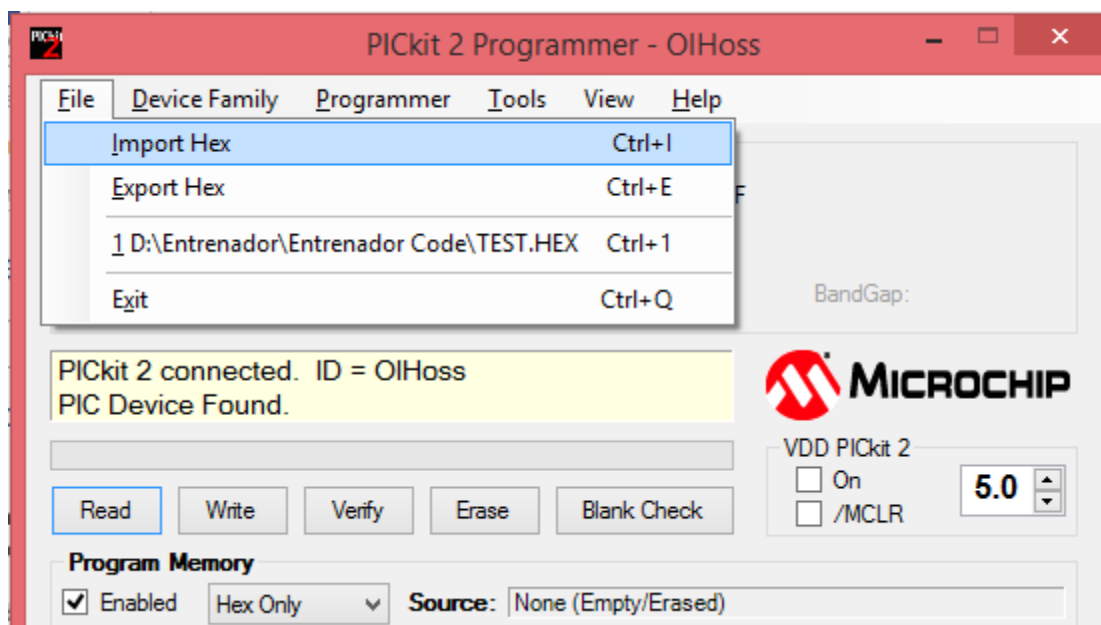 PICkit 2 Programmer - OIHoss
File Device Family Programmer Tools View Help
Import Hex Ctrl+I
Export Hex Ctrl+E
1 D:\Entrenador\Entrenador Code\TEST.HEX Ctrl+1
Exit Ctrl+Q
BandGap:
PICkit 2 connected. ID = OIHoss
PIC Device Found.
MICROCHIP
VDD PICkit 2
On
/MCLR
5.0
Read Write Verify Erase Blank Check
Program Memory
Enabled Hex Only Source: None (Empty/Erased)